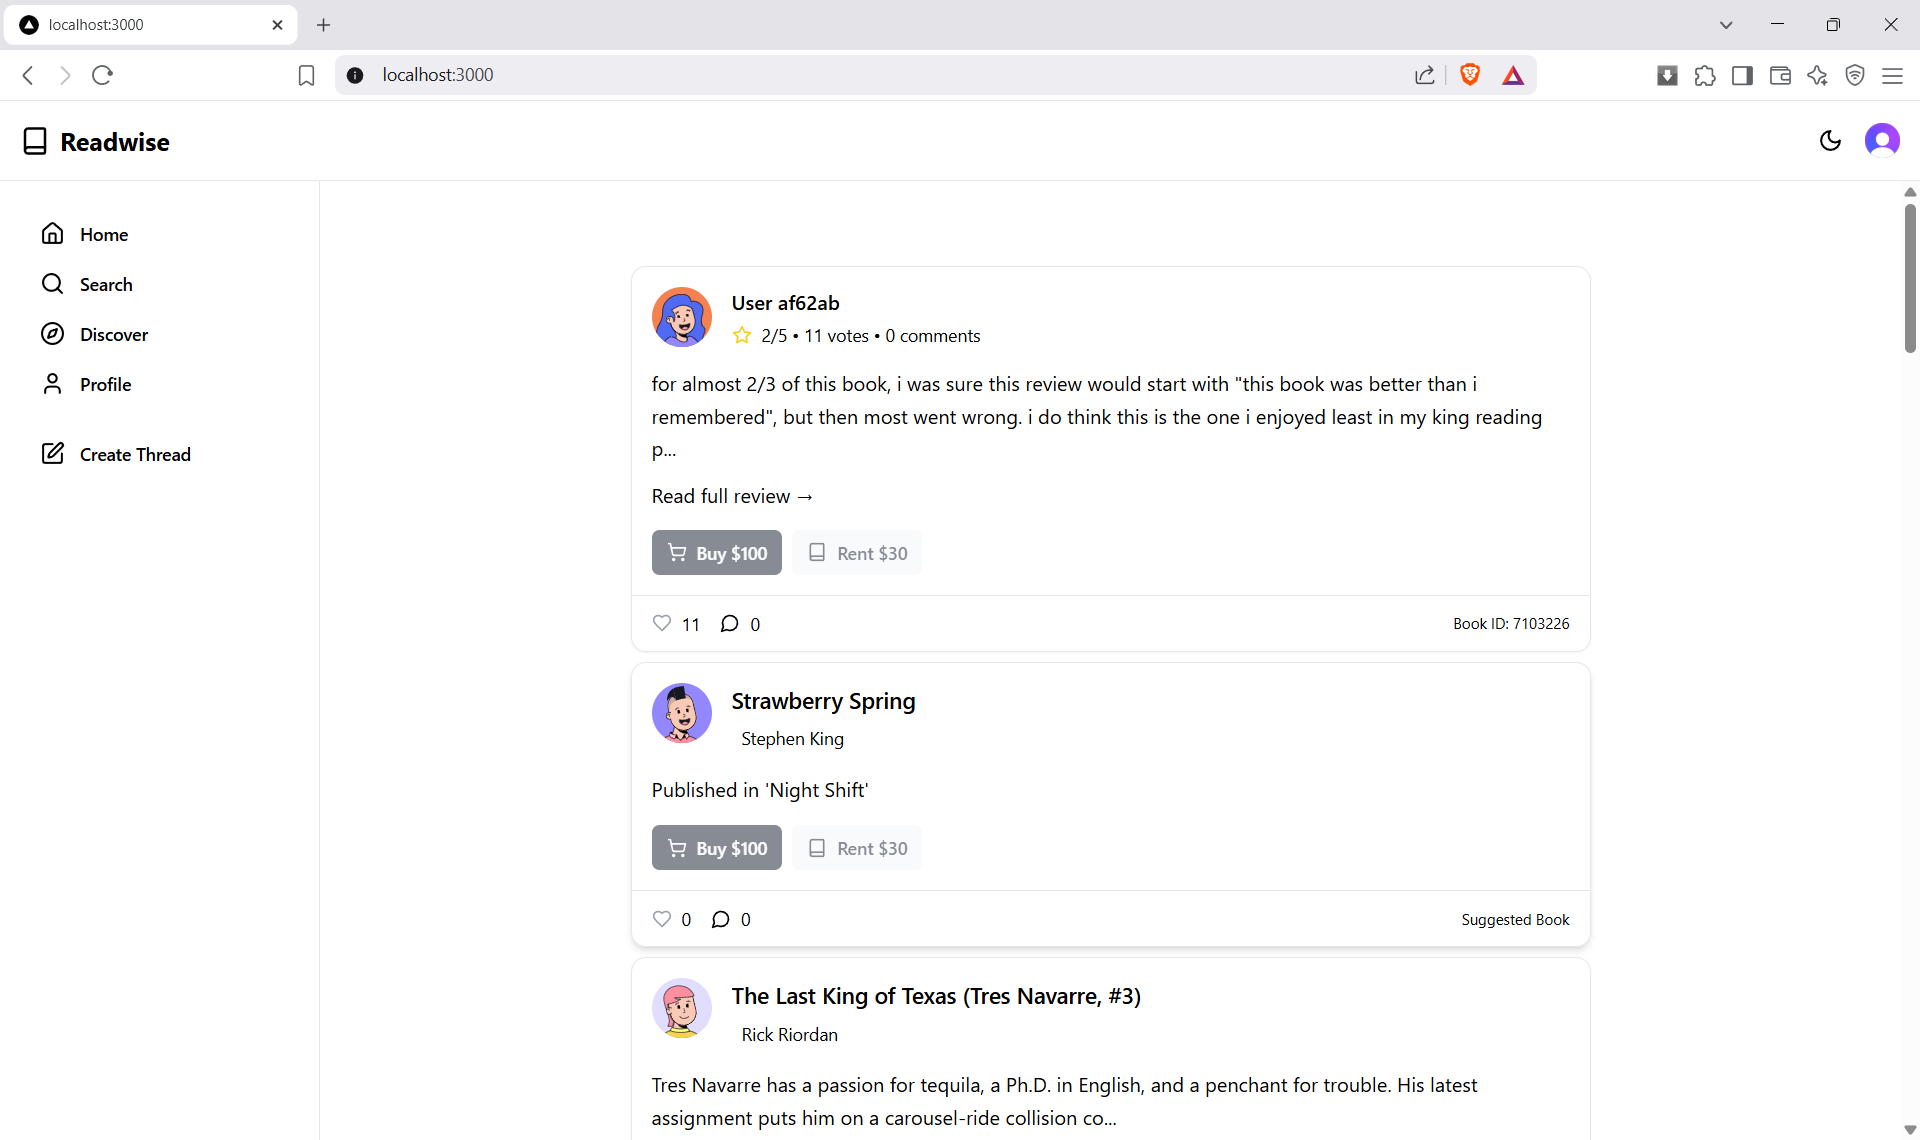 localhost:3000
localhost:3000
Readwise
Home
Search
Discover
Profile
Create Thread
User af62ab
2/5 • 11 votes • 0 comments
for almost 2/3 of this book, i was sure this review would start with "this book was better than i
remembered", but then most went wrong. i do think this is the one i enjoyed least in my king reading
p...
Read full review →
Buy $100 Rent $30
11 0 Book ID: 7103226
Strawberry Spring
Stephen King
Published in 'Night Shift'
Buy $100 Rent $30
0 0 Suggested Book
The Last King of Texas (Tres Navarre, #3)
Rick Riordan
Tres Navarre has a passion for tequila, a Ph.D. in English, and a penchant for trouble. His latest
assignment puts him on a carousel-ride collision co...